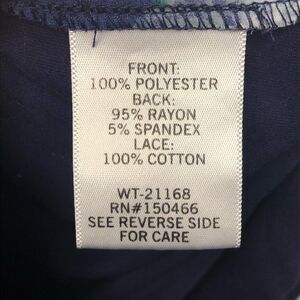 FRONT:
100% POLYESTER
BACK:
95% RAYON
5% SPANDEX
LACE:
100% COTTON
WT-21168
RN#150466
SEE REVERSE SIDE
FOR CARE